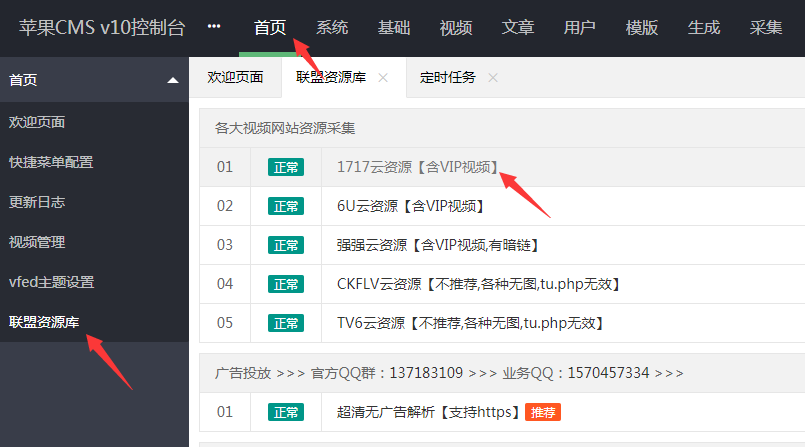 苹果CMS v10控制台 ··· 首页 系统 基础 视频 文章 用户 模版 生成 采集
首页
欢迎页面
快捷菜单配置
更新日志
视频管理
vfed主题设置
联盟资源库
欢迎页面 联盟资源库 × 定时任务 ×
各大视频网站资源采集
01 正常 1717云资源【含VIP视频】
02 正常 6U云资源【含VIP视频】
03 正常 强强云资源【含VIP视频,有暗链】
04 正常 CKFLV云资源【不推荐,各种无图,tu.php无效】
05 正常 TV6云资源【不推荐,各种无图,tu.php无效】
广告投放 >>> 官方QQ群：137183109 >>> 业务QQ：1570457334 >>>
01 正常 超清无广告解析【支持https】 推荐